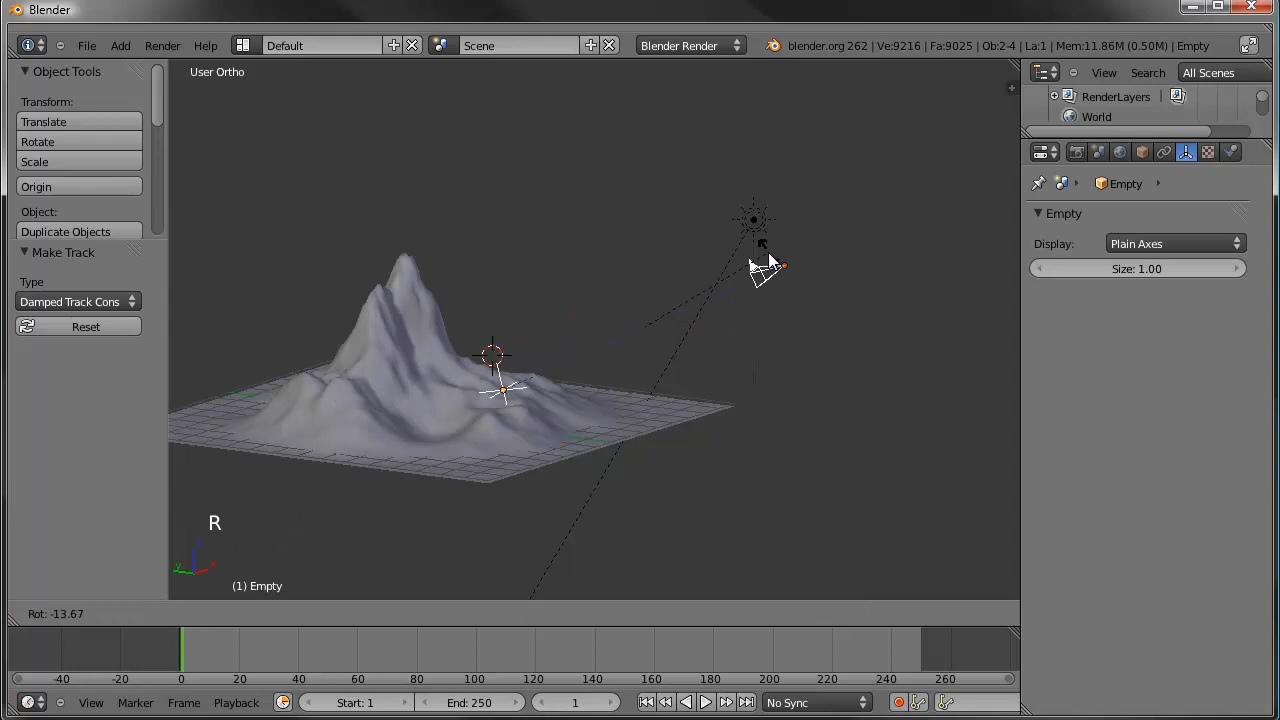 Blender
File Add Render Help Default Scene Blender Render blender.org 262 | Ve:9216 | Fa:9025 | Ob:2-4 | La:1 | Mem:11.86M (0.50M) | Empty
Object Tools
Transform:
Translate
Rotate
Scale
Origin
Object:
Duplicate Objects
Make Track
Type
Damped Track Cons
Reset
User Ortho
R
z
y
x
(1) Empty
View Search All Scenes
RenderLayers
World
Empty
Empty
Display: Plain Axes
Size: 1.00
Rot: -13.67
-40 -20 0 20 40 60 80 100 120 140 160 180 200 220 240 260
View Marker Frame Playback Start: 1 End: 250 1 No Sync